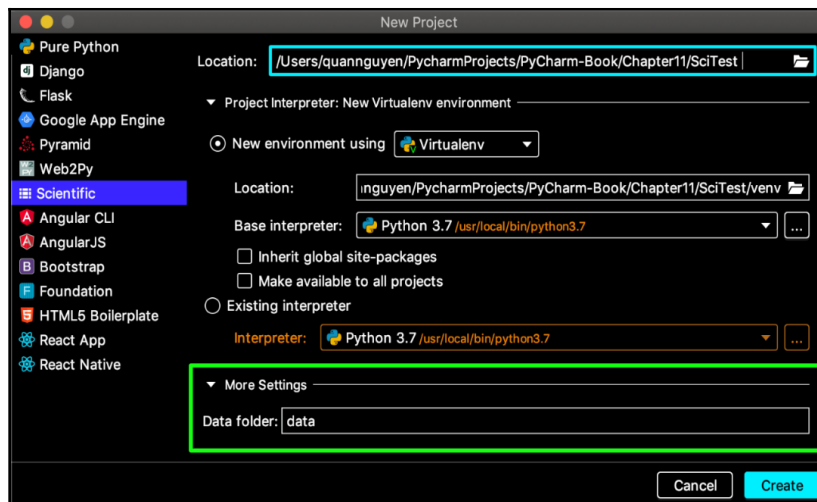 New Project
Pure Python
Django
Flask
Google App Engine
Pyramid
Web2Py
Scientific
Angular CLI
AngularJS
Bootstrap
Foundation
HTML5 Boilerplate
React App
React Native
Location: /Users/quannguyen/PycharmProjects/PyCharm-Book/Chapter11/SciTest
Project Interpreter: New Virtualenv environment
New environment using Virtualenv
Location: nguyen/PycharmProjects/PyCharm-Book/Chapter11/SciTest/venv
Base interpreter: Python 3.7 /usr/local/bin/python3.7 ...
Inherit global site-packages
Make available to all projects
Existing interpreter
Interpreter: Python 3.7 /usr/local/bin/python3.7 ...
More Settings
Data folder: data
Cancel Create